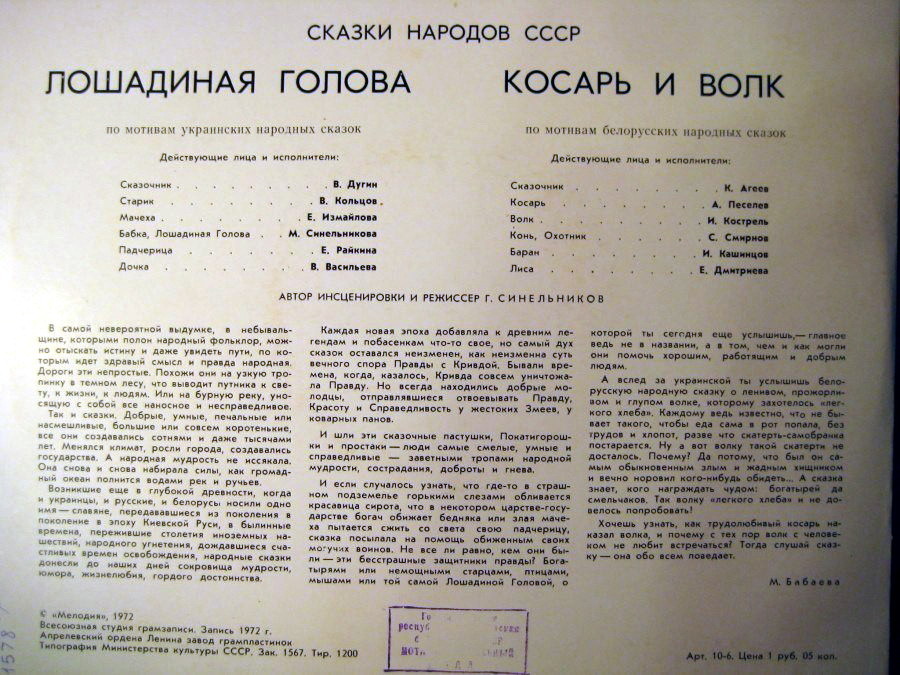 СКАЗКИ НАРОДОВ СССР
ЛОШАДИНАЯ ГОЛОВА
по мотивам украинских народных сказок
Действующие лица и исполнители:
Сказочник . . . . . . . . В. Дугин
Старик . . . . . . . . В. Кольцов
Мачеха . . . . . . . . Е. Измайлова
Бабка, Лошадиная Голова . . М. Синельникова
Падчерица . . . . . . . Е. Райкина
Дочка . . . . . . . . В. Васильева
КОСАРЬ И ВОЛК
по мотивам белорусских народных сказок
Действующие лица и исполнители:
Сказочник . . . . . . . . К. Агеев
Косарь . . . . . . . . А. Песелев
Волк . . . . . . . . И. Кострель
Конь, Охотник . . . . . . С. Смирнов
Баран . . . . . . . . И. Кашинцов
Лиса . . . . . . . . Е. Дмитриева
АВТОР ИНСЦЕНИРОВКИ И РЕЖИССЕР Г. СИНЕЛЬНИКОВ
В самой невероятной выдумке, в небываль-
щине, которыми полон народный фольклор, мож-
но отыскать истину и даже увидеть пути, по ко-
торым идет здравый смысл и правда народная.
Дороги эти непростые. Похожи они на узкую тро-
пинку в темном лесу, что выводит путника к све-
ту, к жизни, к людям. Или на бурную реку, уно-
сящую с собой все наносное и несправедливое.
Так и сказки. Добрые, умные, печальные или
насмешливые, большие или совсем коротенькие,
все они создавались сотнями и даже тысячами
лет. Менялся климат, росли города, создавались
государства. А народная мудрость не иссякала.
Она снова и снова набирала силы, как громад-
ный океан полнится водами рек и ручьев.
Возникшие еще в глубокой древности, когда
и украинцы, и русские, и белорусы носили одно
имя — славяне, передававшиеся из поколения в
поколение в эпоху Киевской Руси, в былинные
времена, пережившие столетия иноземных на-
шествий, народного угнетения, дождавшиеся сча-
стливых времен освобождения, народные сказки
донесли до наших дней сокровища мудрости,
юмора, жизнелюбия, гордого достоинства.
Каждая новая эпоха добавляла к древним ле-
гендам и побасенкам что-то свое, но самый дух
сказок оставался неизменен, как неизменна суть
вечного спора Правды с Кривдой. Бывали вре-
мена, когда, казалось, Кривда совсем уничтожа-
ла Правду. Но всегда находились добрые мо-
лодцы, отправлявшиеся отвоевывать Правду,
Красоту и Справедливость у жестоких Змеев, у
коварных панов.
И шли эти сказочные пастушки, Покатигорош-
ки и простаки — люди самые смелые, умные и
справедливые — заветными тропами народной
мудрости, сострадания, доброты и гнева.
И если случалось узнать, что где-то в страш-
ном подземелье горькими слезами обливается
красавица сирота, что в некотором царстве-госу-
дарстве богач обижает бедняка или злая маче-
ха пытается сжить со света свою падчерицу,
сказка посылала на помощь обиженным своих
могучих воинов. Не все ли равно, кем они бы-
ли — эти бесстрашные защитники правды? Бога-
тырями или немощными старцами, птицами,
мышами или той самой Лошадиной Головой, о
которой ты сегодня еще услышишь,— главное
ведь не в названии, а в том, чем и как могли
они помочь хорошим, работящим и добрым
людям.
А вслед за украинской ты услышишь бело-
русскую народную сказку о ленивом, прожорли-
вом и глупом волке, которому захотелось «лег-
кого хлеба». Каждому ведь известно, что не бы-
вает такого, чтобы еда сама в рот попала, без
трудов и хлопот, разве что скатерть-самобранка
постарается. Ну а вот волку такой скатерти не
досталось. Почему? Да потому, что был он са-
мым обыкновенным злым и жадным хищником
и вечно норовил кого-нибудь обидеть... А сказка
знает, кого награждать чудом: богатырей да
смельчаков. Так волку «легкого хлеба» и не до-
велось попробовать!
Хочешь узнать, как трудолюбивый косарь на-
казал волка, и почему с тех пор волк с челове-
ком не любит встречаться? Тогда слушай сказ-
ку — она обо всем поведает.
М. Бабаева
© «Мелодия», 1972
Всесоюзная студия грамзаписи. Запись 1972 г.
Апрелевский ордена Ленина завод грампластинок
Типография Министерства культуры СССР. Зак. 1567. Тир. 1200
Арт. 10-6. Цена 1 руб. 05 коп.
1578